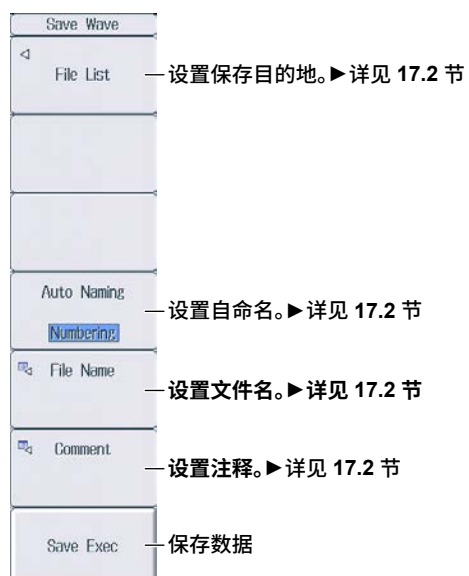 Save Wave
File List
设置保存目的地。►详见 17.2 节
Auto Naming
Numbering
设置自命名。►详见 17.2 节
File Name
设置文件名。►详见 17.2 节
Comment
设置注释。►详见 17.2 节
Save Exec
保存数据